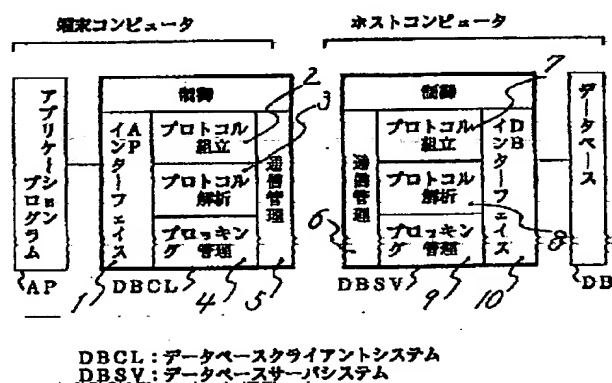 端末コンピュータ
ホストコンピュータ
アプリケーション
プログラム
制御
AP
インターフェイス
プロトコル
組立
プロトコル
解析
ブロッキン
グ管理
通信管理
2
3
制御
通信管理
プロトコル
組立
プロトコル
解析
ブロッキン
グ管理
DB
インターフェイス
7
データベース
6
8
AP
1
DBCL
4
5
DBSV
9
10
DB
DBCL:データベースクライアントシステム
DBSV:データベースサーバシステム